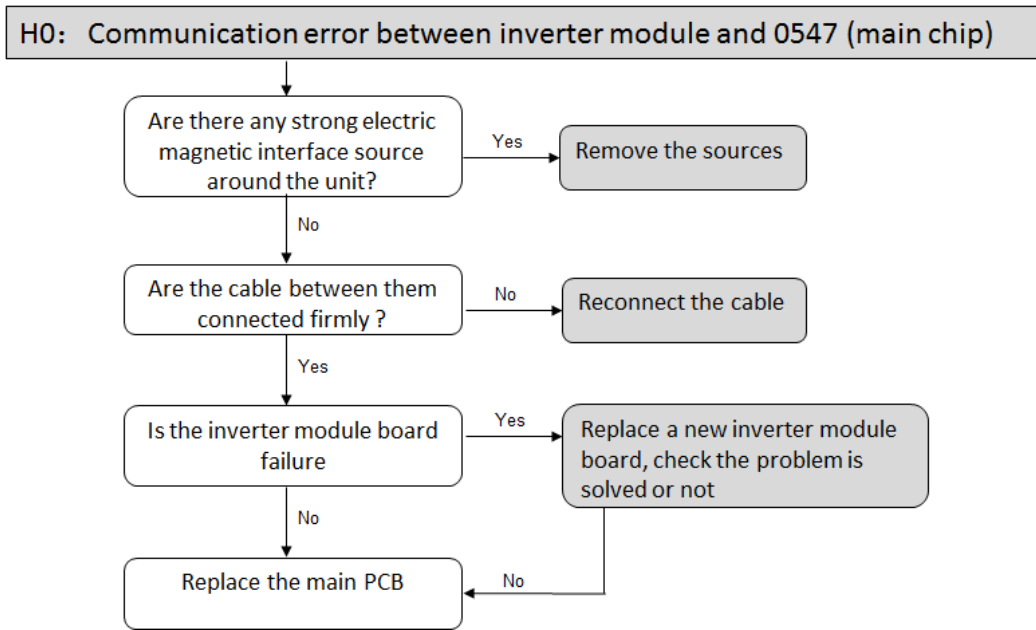 H0: Communication error between inverter module and 0547 (main chip)
Are there any strong electric
magnetic interface source
around the unit?
Yes
Remove the sources
No
Are the cable between them
connected firmly ?
No
Reconnect the cable
Yes
Is the inverter module board
failure
Yes
Replace a new inverter module
board, check the problem is
solved or not
No
Replace the main PCB
No